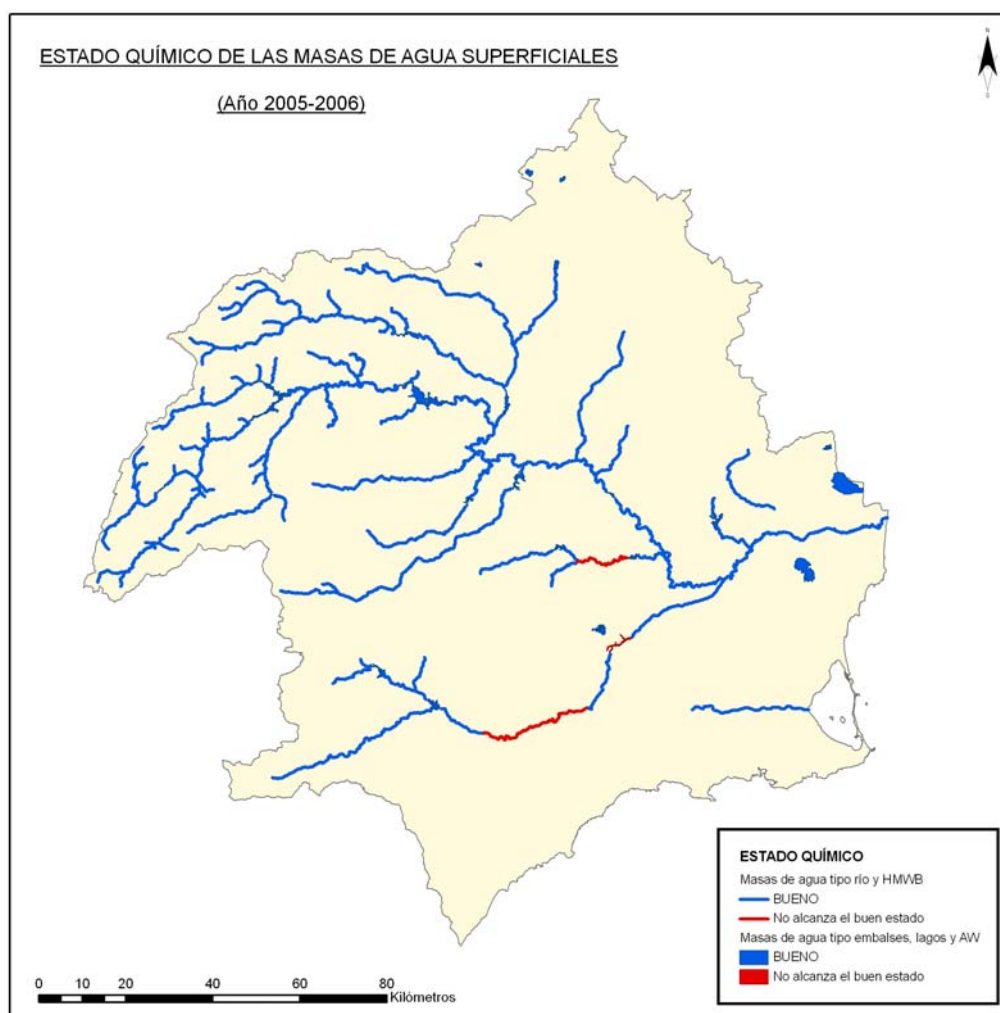 ESTADO QUÍMICO DE LAS MASAS DE AGUA SUPERFICIALES
(Año 2005-2006)
N
S
ESTADO QUÍMICO
Masas de agua tipo río y HMWB
BUENO
No alcanza el buen estado
Masas de agua tipo embalses, lagos y AW
BUENO
No alcanza el buen estado
0 10 20 40 60 80
Kilómetros